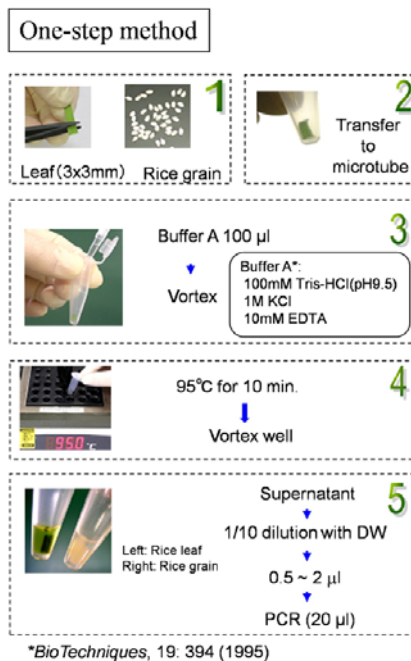 One-step method
1
Leaf(3x3mm)
Rice grain
2
Transfer
to
microtube
3
Buffer A 100 µl
Vortex
Buffer A*:
100mM Tris-HCl(pH9.5)
1M KCl
10mM EDTA
4
95℃ for 10 min.
Vortex well
950 ℃
5
Supernatant
1/10 dilution with DW
0.5 ~ 2 µl
PCR (20 µl)
Left: Rice leaf
Right: Rice grain
*BioTechniques, 19: 394 (1995)